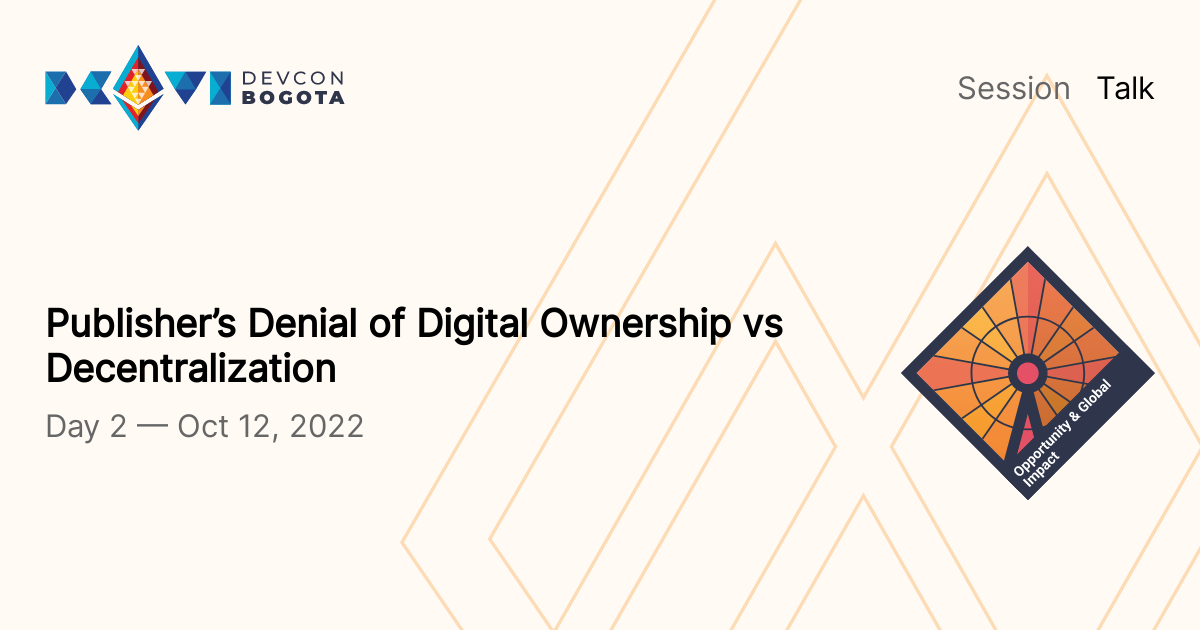 DEVCON
BOGOTA
Session Talk
Publisher’s Denial of Digital Ownership vs
Decentralization
Day 2 — Oct 12, 2022
Opportunity & Global
Impact